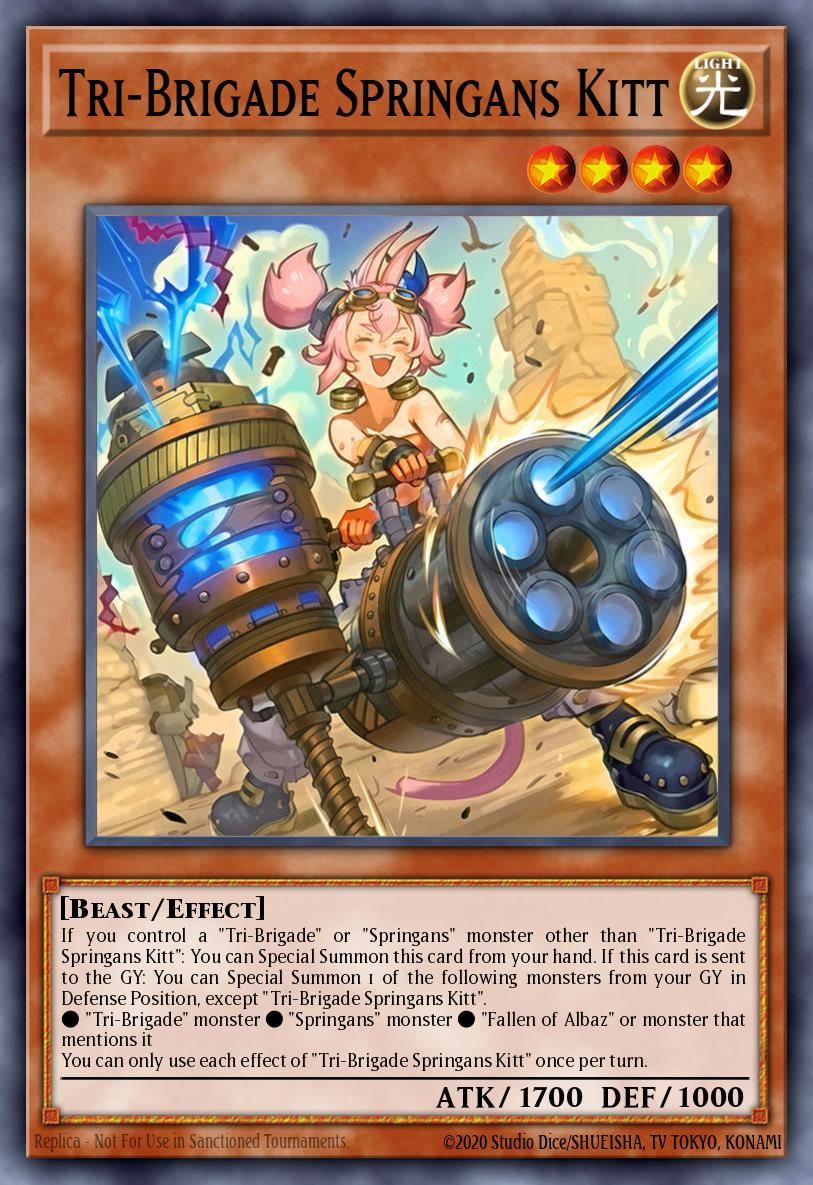 Tri-Brigade Springans Kitt
LIGHT
光
[Beast/Effect]
If you control a "Tri-Brigade" or "Springans" monster other than "Tri-Brigade
Springans Kitt": You can Special Summon this card from your hand. If this card is sent
to the GY: You can Special Summon 1 of the following monsters from your GY in
Defense Position, except "Tri-Brigade Springans Kitt".
● "Tri-Brigade" monster ● "Springans" monster ● "Fallen of Albaz" or monster that
mentions it
You can only use each effect of "Tri-Brigade Springans Kitt" once per turn.
ATK/ 1700 DEF/ 1000
Replica - Not For Use in Sanctioned Tournaments.
©2020 Studio Dice/SHUEISHA, TV TOKYO, KONAMI